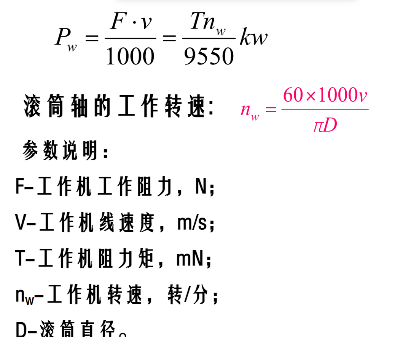 P_w = F·v/1000 = Tn_w/9550 kw
滚筒轴的工作转速: n_w = 60×1000v/πD
参数说明:
F–工作机工作阻力, N;
V–工作机线速度, m/s;
T–工作机阻力矩, mN;
n_w–工作机转速, 转/分;
D–滚筒直径。